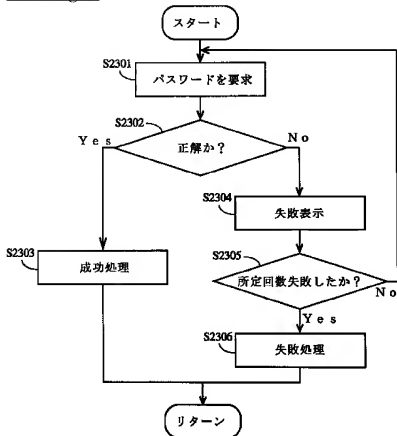 スタート
S2301
パスワードを要求
S2302
正解か？
Yes
No
S2304
失敗表示
S2303
成功処理
S2305
所定回数失敗したか？
No
Yes
S2306
失敗処理
リターン